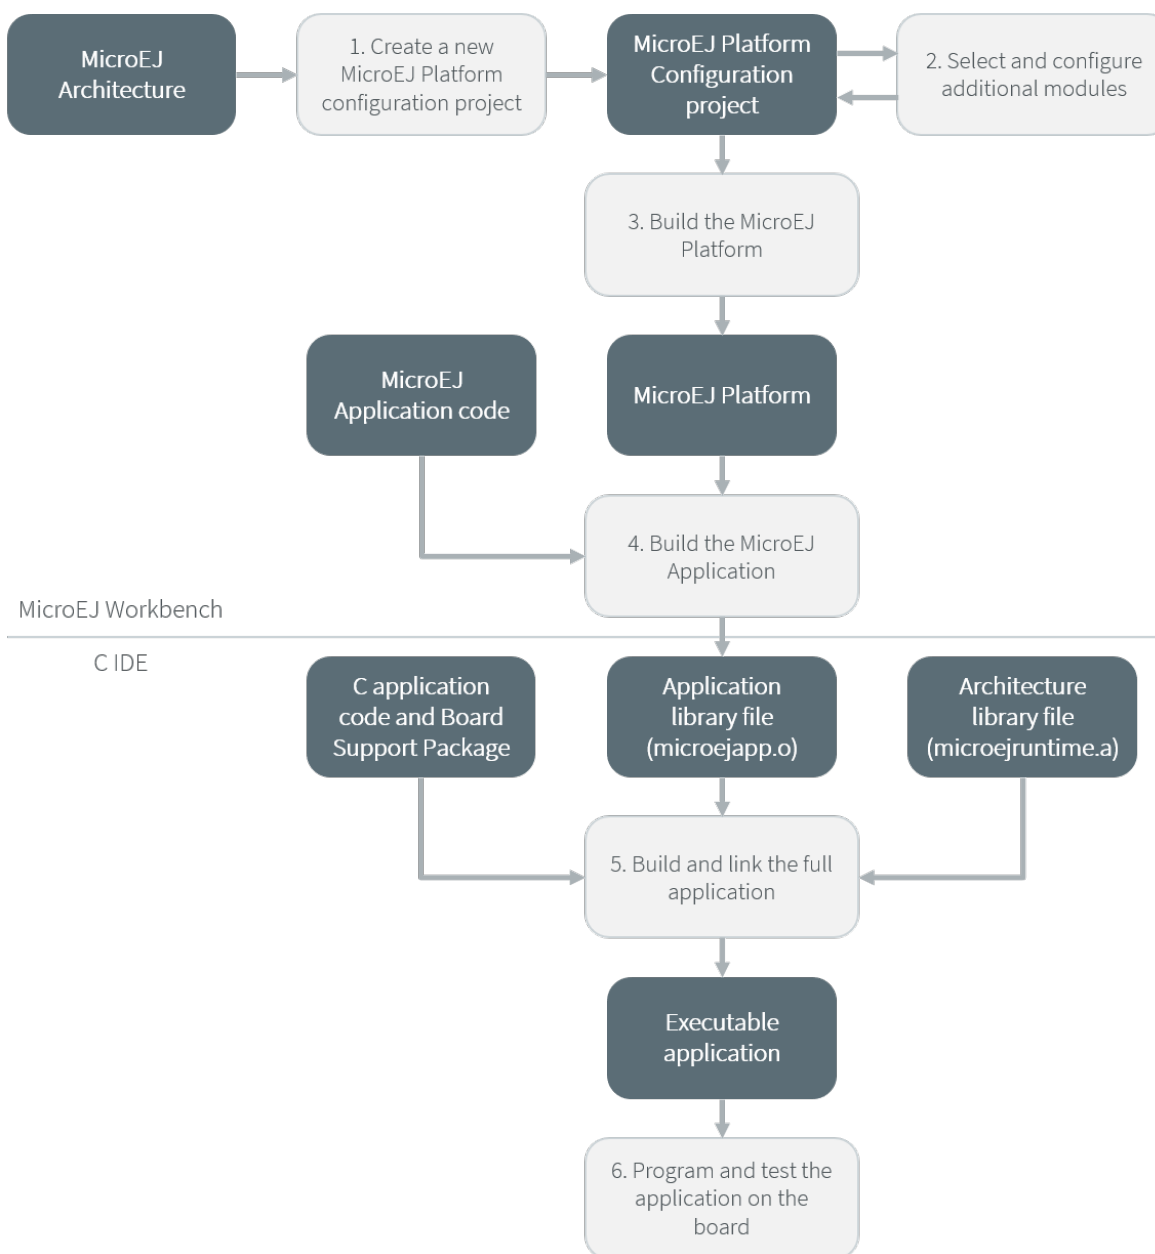 MicroEJ
Architecture
1. Create a new
MicroEJ Platform
configuration project
MicroEJ Platform
Configuration
project
2. Select and configure
additional modules
3. Build the MicroEJ
Platform
MicroEJ
Application code
MicroEJ Platform
4. Build the MicroEJ
Application
MicroEJ Workbench
C IDE
C application
code and Board
Support Package
Application
library file
(microejapp.o)
Architecture
library file
(microejruntime.a)
5. Build and link the full
application
Executable
application
6. Program and test the
application on the
board